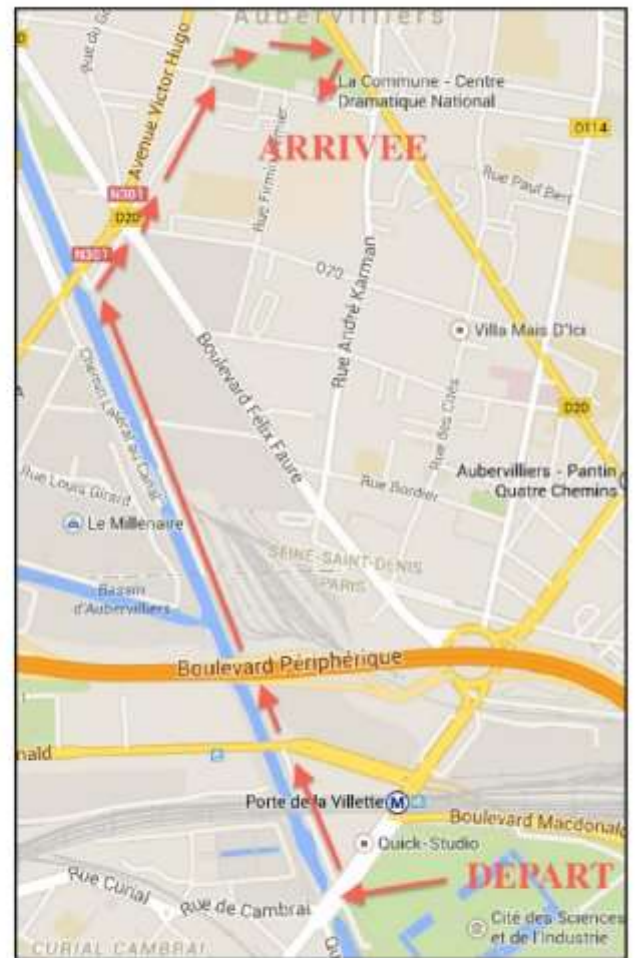 Aubervilliers
Avenue Victor Hugo
La Commune - Centre
Dramatique National
D114
ARRIVEE
Rue Firmin Gémier
Rue Paul Bert
N301
D20
N301
D20
Rue André Karman
Villa Mais D'Ici
Boulevard Félix Faure
Chemin Latéral au Canal
Rue des Cités
D20
Aubervilliers - Pantin
Quatre Chemins
Rue Bordier
Rue Louis Girard
Le Millénaire
SEINE-SAINT-DENIS
PARIS
Bassin
d'Aubervilliers
Boulevard Périphérique
nald
Porte de la Villette
M
Boulevard Macdonald
Quick-Studio
DEPART
Rue Curial
Rue de Cambrai
Cité des Sciences
et de l'Industrie
CURIAL CAMBRAI